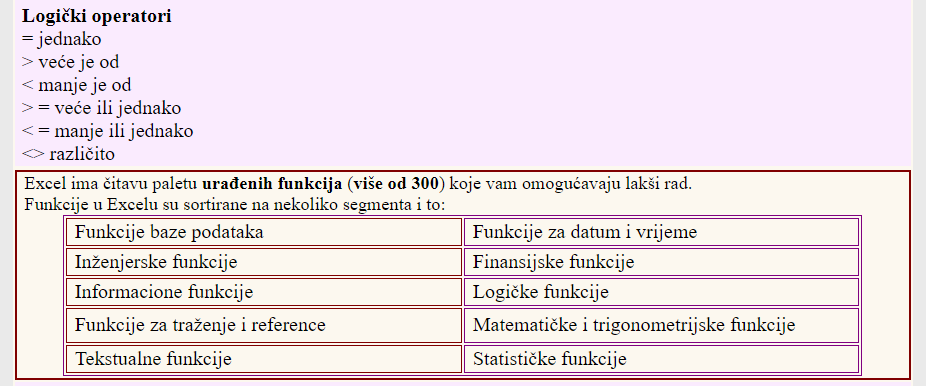 Logički operatori
= jednako
> veće je od
< manje je od
> = veće ili jednako
< = manje ili jednako
<> različito
Excel ima čitavu paletu urađenih funkcija (više od 300) koje vam omogućavaju lakši rad.
Funkcije u Excelu su sortirane na nekoliko segmenta i to:
Funkcije baze podataka Funkcije za datum i vrijeme
Inženjerske funkcije Finansijske funkcije
Informacione funkcije Logičke funkcije
Funkcije za traženje i reference Matematičke i trigonometrijske funkcije
Tekstualne funkcije Statističke funkcije